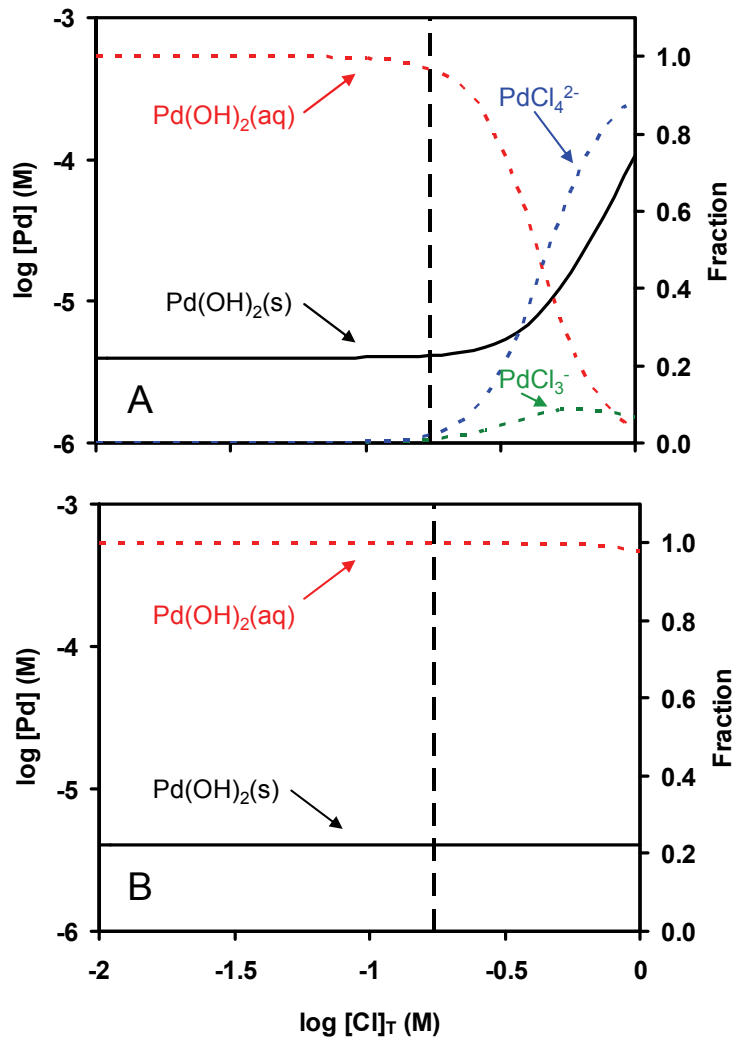 -3
-4
-5
-6
log [Pd] (M)
1.0
0.8
0.6
0.4
0.2
0.0
Fraction
Pd(OH)₂(aq)
PdCl₄²⁻
Pd(OH)₂(s)
PdCl₃⁻
A
-3
-4
-5
-6
log [Pd] (M)
1.0
0.8
0.6
0.4
0.2
0.0
Fraction
Pd(OH)₂(aq)
Pd(OH)₂(s)
B
-2 -1.5 -1 -0.5 0
log [Cl]T (M)